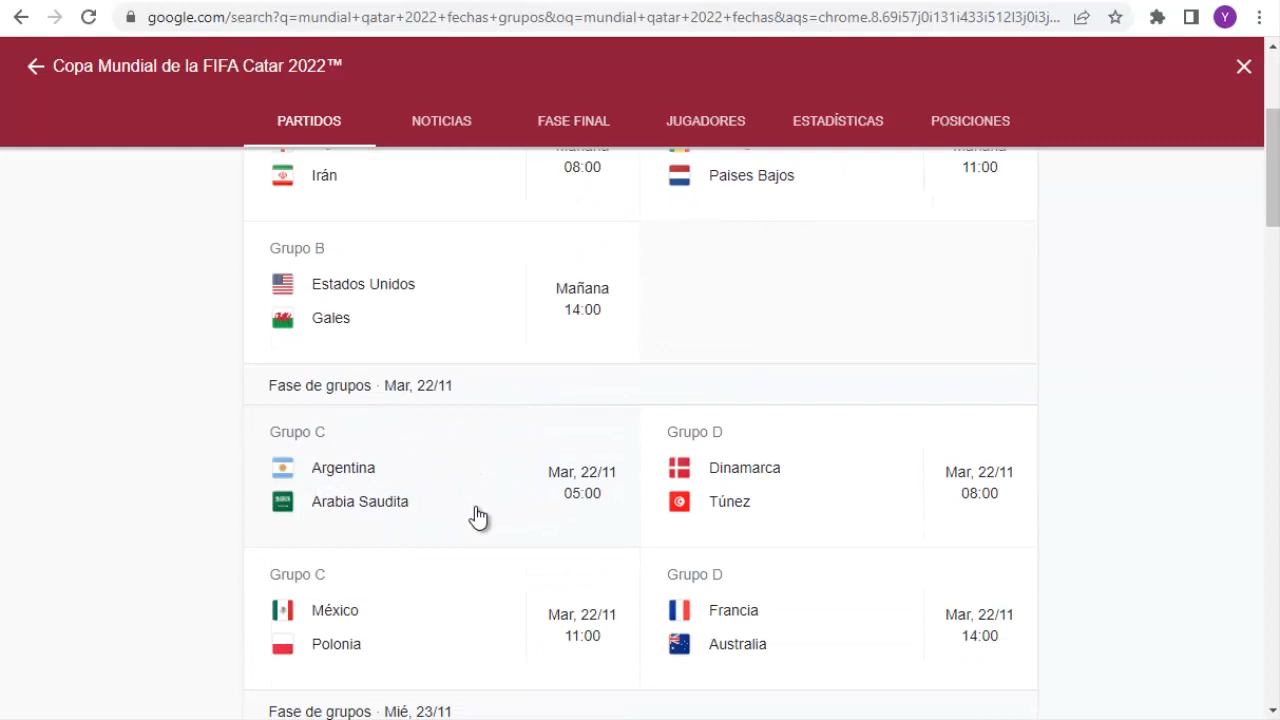 google.com/search?q=mundial+qatar+2022+fechas+grupos&oq=mundial+qatar+2022+fechas&aqs=chrome.8.69i57j0i131i433i512l3j0i3j...
Y
Copa Mundial de la FIFA Catar 2022™
PARTIDOS NOTICIAS FASE FINAL JUGADORES ESTADÍSTICAS POSICIONES
Mañana
08:00
Irán
Mañana
11:00
Paises Bajos
Grupo B
Estados Unidos
Gales
Mañana
14:00
Fase de grupos · Mar, 22/11
Grupo C
Argentina
Arabia Saudita
Mar, 22/11
05:00
Grupo D
Dinamarca
Túnez
Mar, 22/11
08:00
Grupo C
México
Polonia
Mar, 22/11
11:00
Grupo D
Francia
Australia
Mar, 22/11
14:00
Fase de grupos · Mié, 23/11